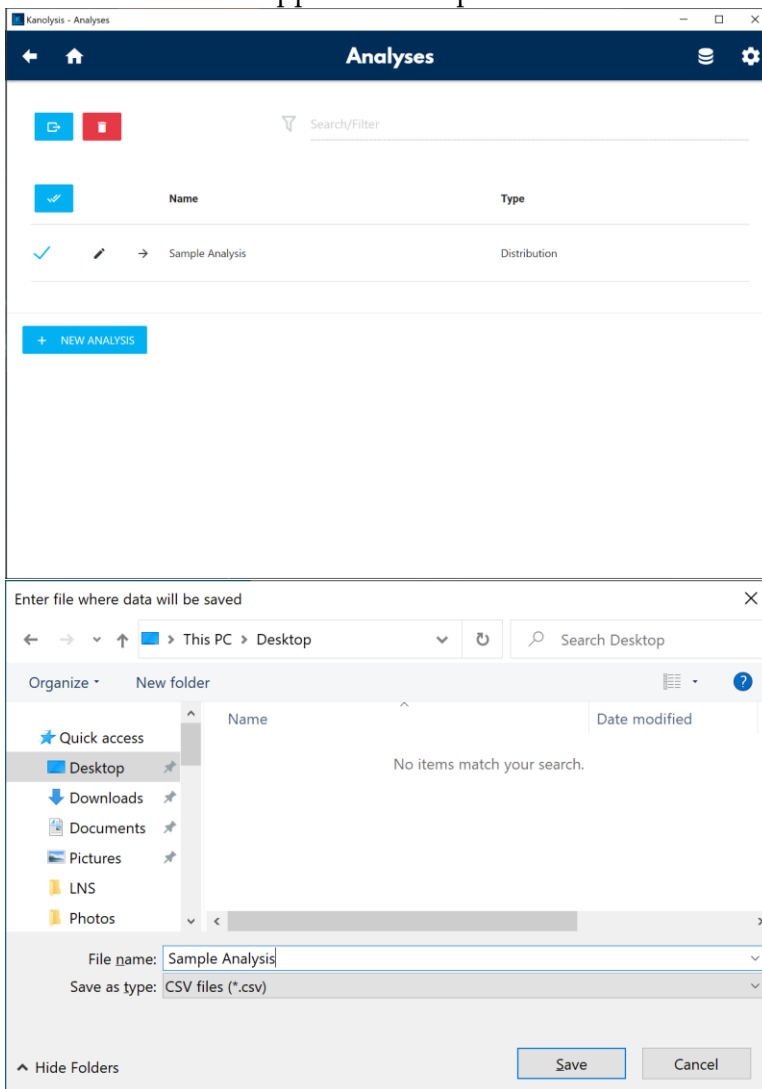 Kanolysis - Analyses
Analyses
Search/Filter
Name Type
Sample Analysis Distribution
+ NEW ANALYSIS
Enter file where data will be saved
This PC > Desktop Search Desktop
Organize New folder
Name Date modified
Quick access
No items match your search.
Desktop
Downloads
Documents
Pictures
LNS
Photos
File name: Sample Analysis
Save as type: CSV files (*.csv)
Hide Folders Save Cancel